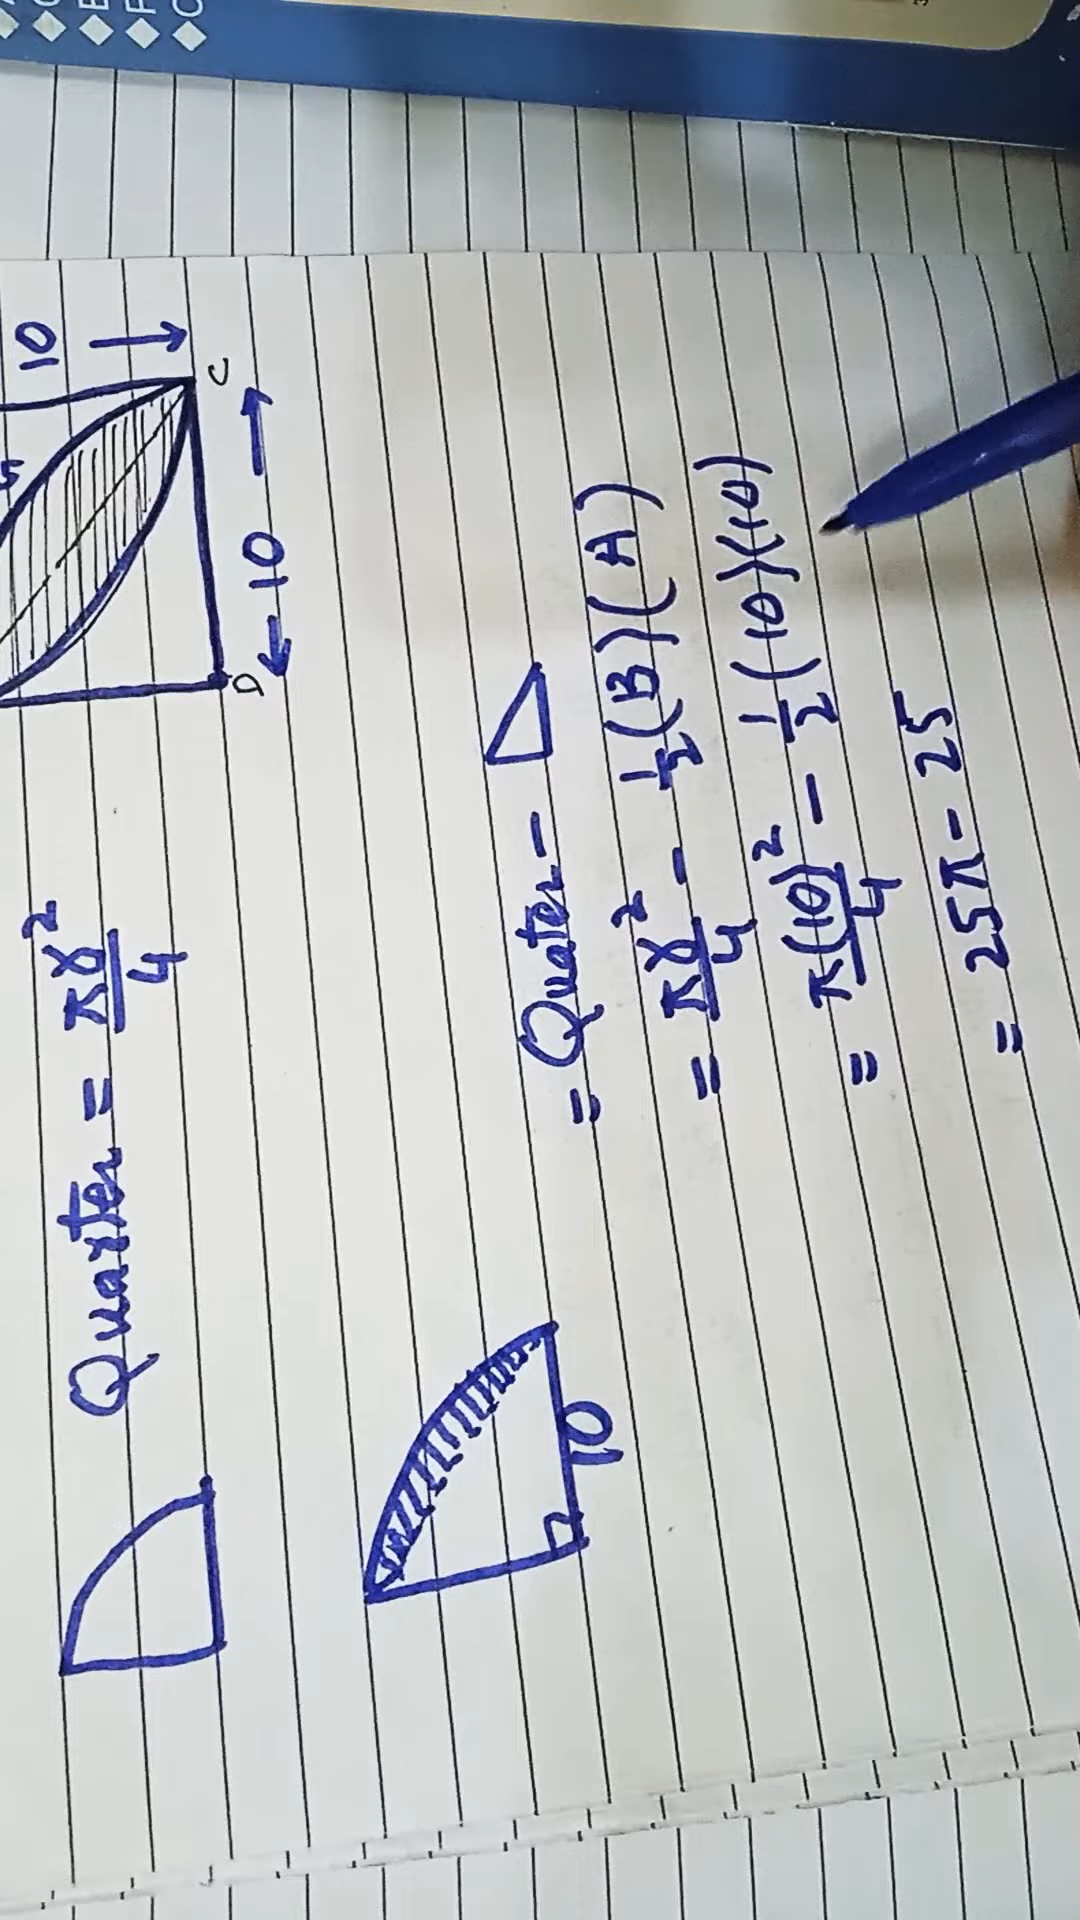 10
C
10
D
Quarter = πr²/4
10
= Quater -
= πr²/4 - 1/2(B)(A)
= π(10)²/4 - 1/2(10)(10)
= 25π - 25